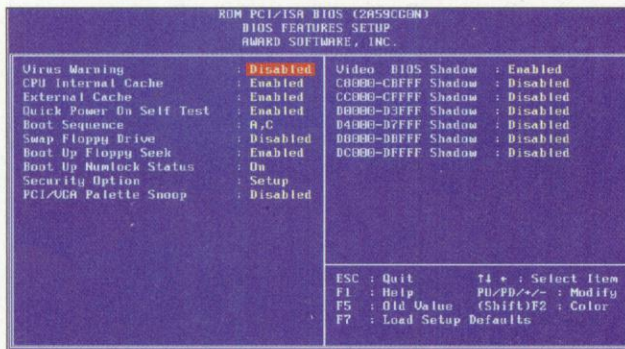 ROM PCI/ISA BIOS (2A59CG0N)
BIOS FEATURES SETUP
AWARD SOFTWARE, INC.
Virus Warning : Disabled
CPU Internal Cache : Enabled
External Cache : Enabled
Quick Power On Self Test : Enabled
Boot Sequence : A,C
Swap Floppy Drive : Disabled
Boot Up Floppy Seek : Enabled
Boot Up Numlock Status : On
Security Option : Setup
PCI/VGA Palette Snoop : Disabled
Video BIOS Shadow : Enabled
C8000-CBFFF Shadow : Disabled
CC000-CFFFF Shadow : Disabled
D0000-D3FFF Shadow : Disabled
D4000-D7FFF Shadow : Disabled
D8000-DBFFF Shadow : Disabled
DC000-DFFFF Shadow : Disabled
ESC : Quit ↑↓ ← : Select Item
F1 : Help PU/PD/+/- : Modify
F5 : Old Value (Shift)F2 : Color
F7 : Load Setup Defaults